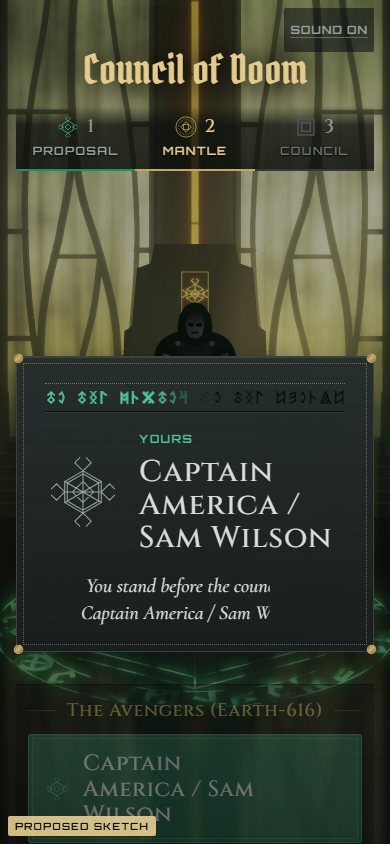 SOUND ON
Council of Doom
1 2 3
PROPOSAL MANTLE COUNCIL
YOURS
CAPTAIN
AMERICA /
SAM WILSON
You stand before the coun
Captain America / Sam W
THE AVENGERS (EARTH-616)
CAPTAIN
AMERICA / SAM
WILSON
PROPOSED SKETCH